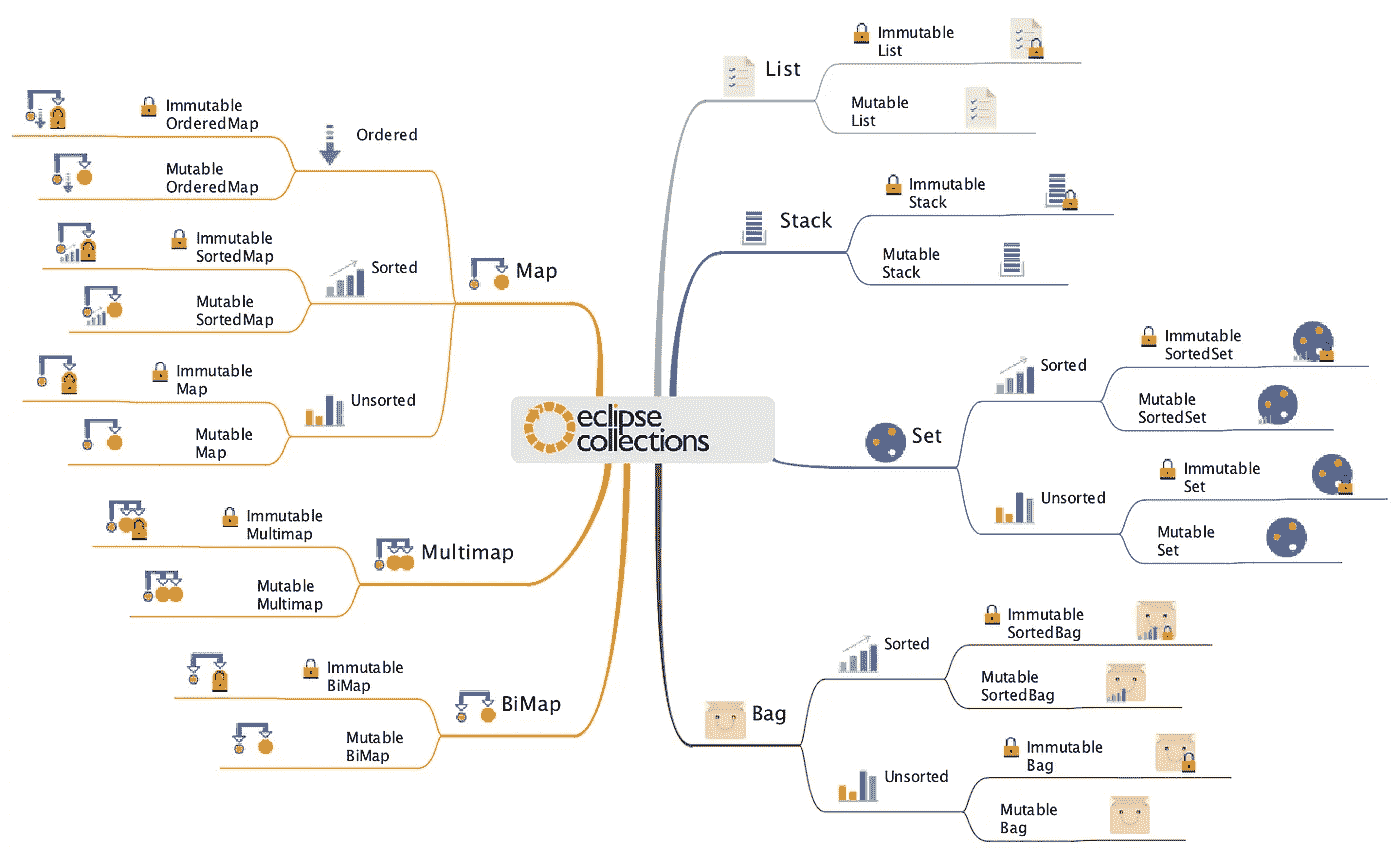 eclipse
collections
List
Immutable
List
Mutable
List
Stack
Immutable
Stack
Mutable
Stack
Set
Sorted
Immutable
SortedSet
Mutable
SortedSet
Unsorted
Immutable
Set
Mutable
Set
Bag
Sorted
Immutable
SortedBag
Mutable
SortedBag
Unsorted
Immutable
Bag
Mutable
Bag
Map
Ordered
Immutable
OrderedMap
Mutable
OrderedMap
Sorted
Immutable
SortedMap
Mutable
SortedMap
Unsorted
Immutable
Map
Mutable
Map
Multimap
Immutable
Multimap
Mutable
Multimap
BiMap
Immutable
BiMap
Mutable
BiMap